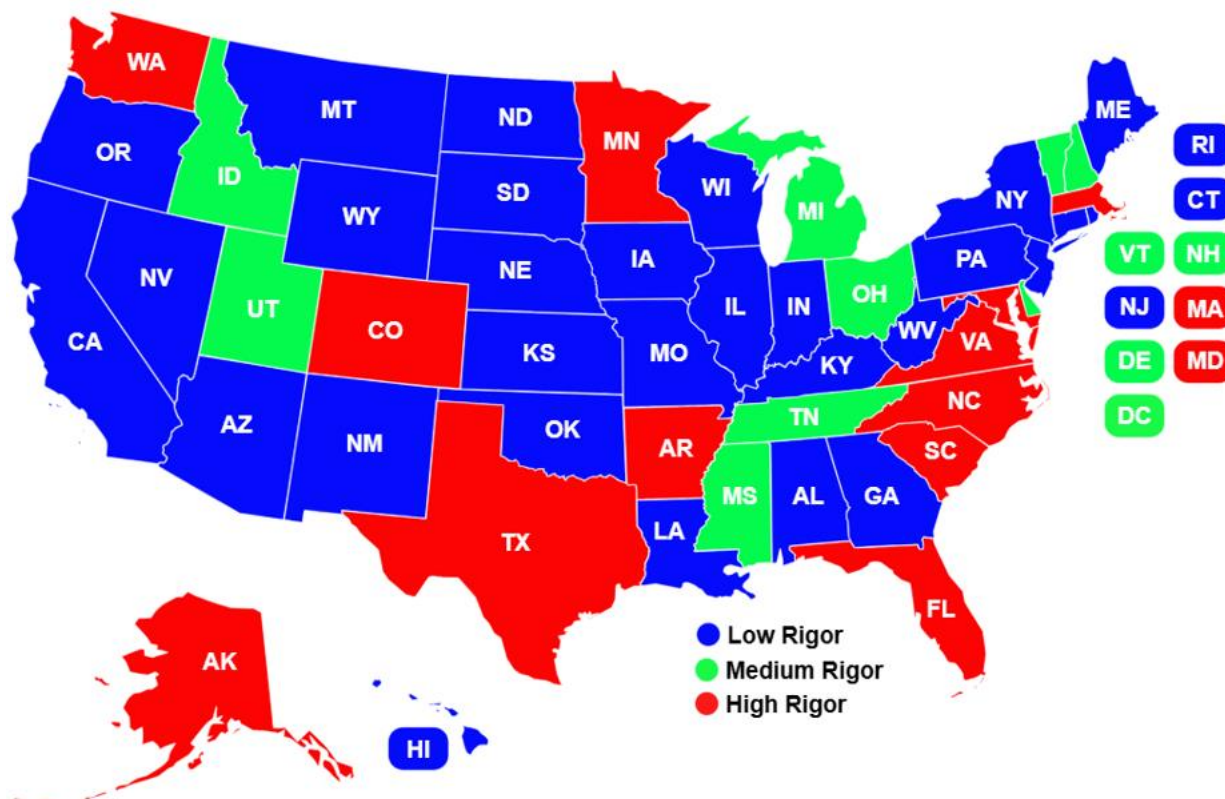 WA
MT
ND
MN
ME
OR
ID
SD
WI
MI
NY
RI
WY
CT
NE
IA
PA
VT
NH
NV
UT
CO
IL
IN
OH
NJ
MA
CA
KS
MO
WV
VA
KY
DE
MD
AZ
NM
OK
AR
TN
NC
DC
SC
MS
AL
GA
TX
LA
FL
AK
HI
Low Rigor
Medium Rigor
High Rigor